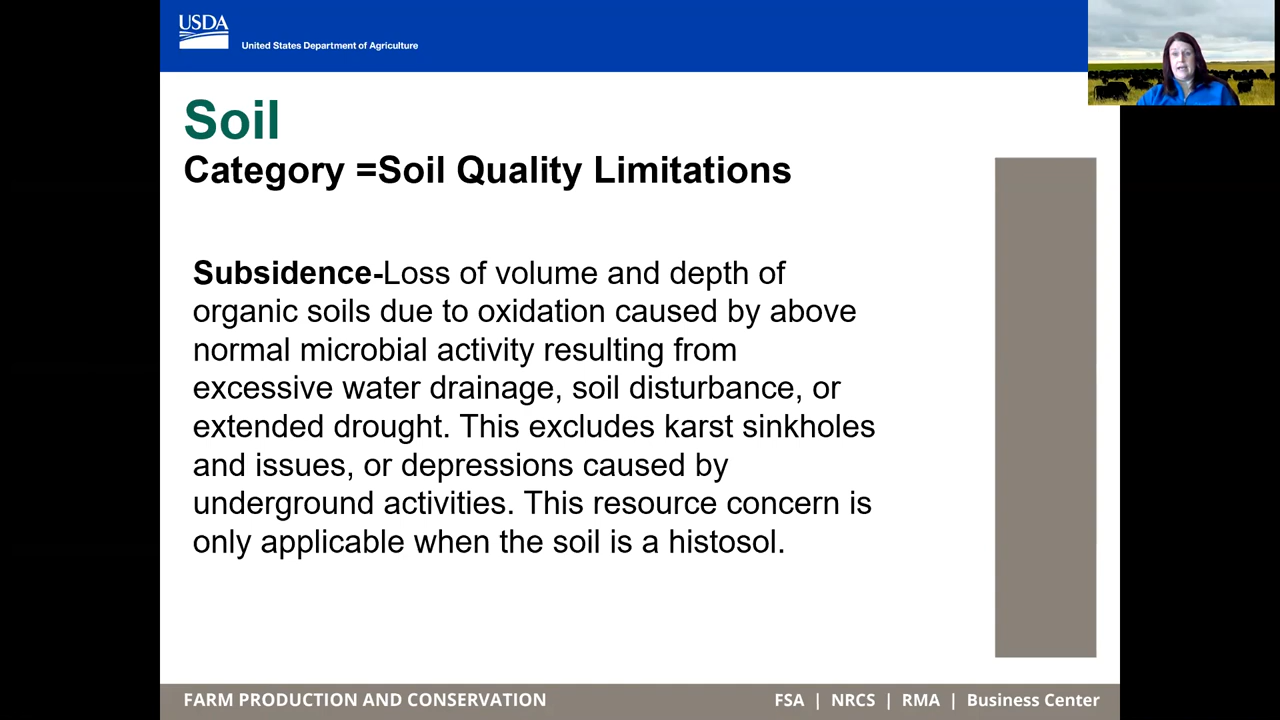 USDA
United States Department of Agriculture
Soil
Category =Soil Quality Limitations
Subsidence-Loss of volume and depth of
organic soils due to oxidation caused by above
normal microbial activity resulting from
excessive water drainage, soil disturbance, or
extended drought. This excludes karst sinkholes
and issues, or depressions caused by
underground activities. This resource concern is
only applicable when the soil is a histosol.
FARM PRODUCTION AND CONSERVATION
FSA | NRCS | RMA | Business Center